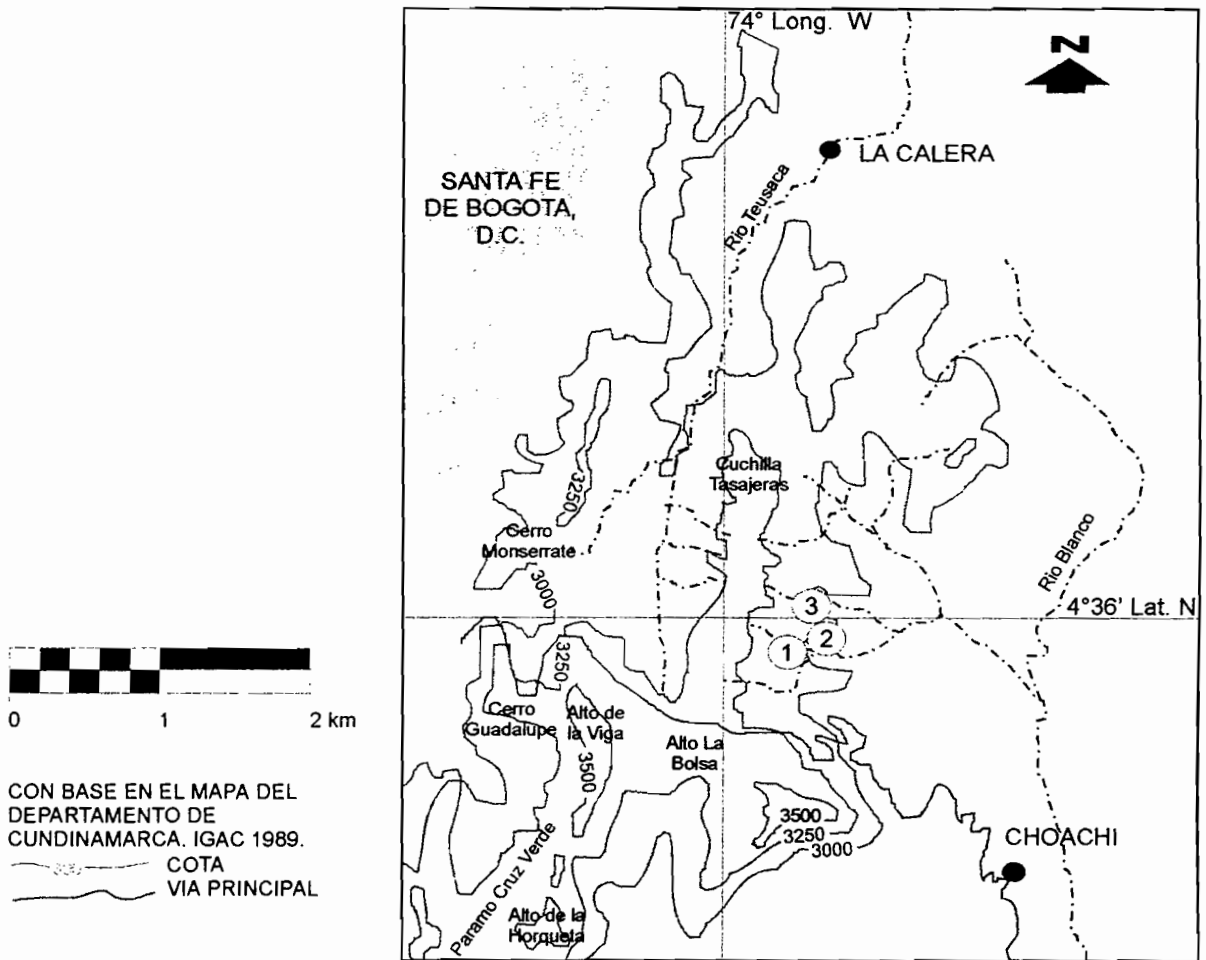 74° Long. W
N
LA CALERA
SANTA FE
DE BOGOTA,
D.C.
Rio Teusaca
Cuchilla
Tasajeras
3250
Cerro
Monserrate
3000
Rio Blanco
3
4°36' Lat. N
2
1
3250
Cerro
Guadalupe
Alto de
la Viga
3500
Alto La
Bolsa
3500
3250
3000
CHOACHI
Paramo Cruz Verde
Alto de la
Horqueta
0 1 2 km
CON BASE EN EL MAPA DEL
DEPARTAMENTO DE
CUNDINAMARCA. IGAC 1989.
COTA
VIA PRINCIPAL